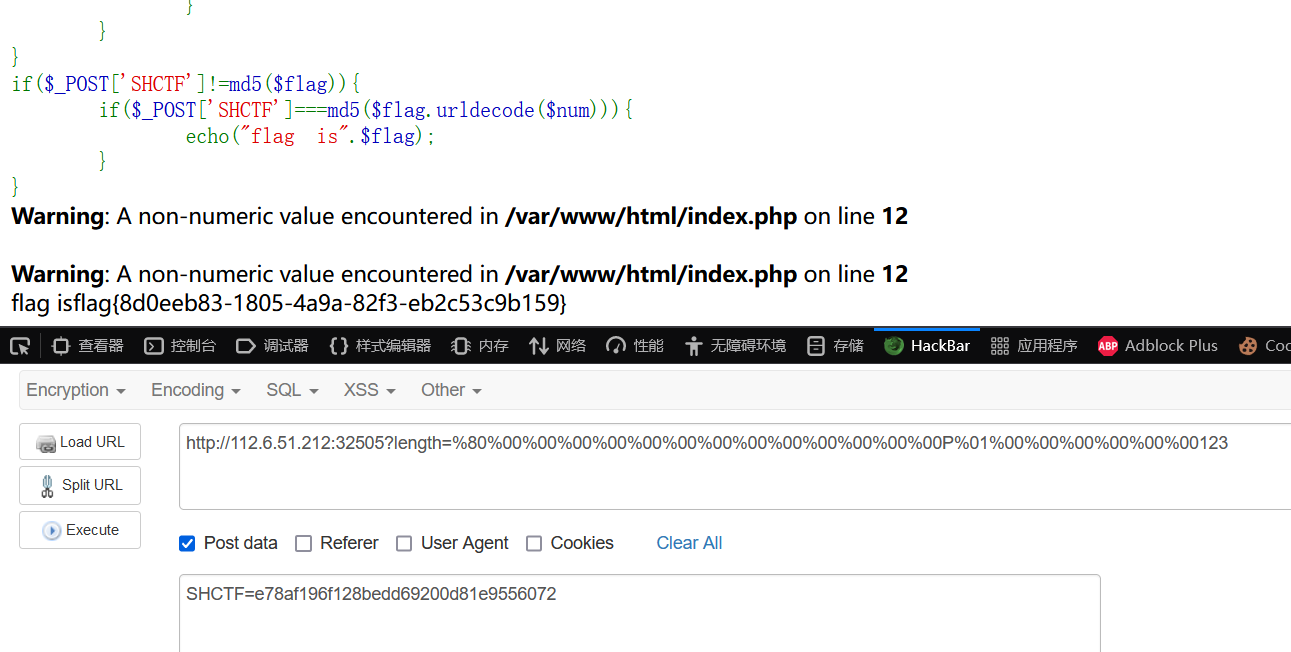 }
}
}
if($_POST['SHCTF']!=md5($flag)){
if($_POST['SHCTF']===md5($flag.urldecode($num))){
echo("flag  is".$flag);
}
}
Warning: A non-numeric value encountered in /var/www/html/index.php on line 12
Warning: A non-numeric value encountered in /var/www/html/index.php on line 12
flag isflag{8d0eeb83-1805-4a9a-82f3-eb2c53c9b159}
查看器 控制台 调试器 {} 样式编辑器 内存 网络 性能 无障碍环境 存储 HackBar 应用程序 ABP Adblock Plus Coo
Encryption Encoding SQL XSS Other
Load URL http://112.6.51.212:32505?length=%80%00%00%00%00%00%00%00%00%00%00%00%00%00P%01%00%00%00%00%00%00123
Split URL
Execute
Post data Referer User Agent Cookies Clear All
SHCTF=e78af196f128bedd69200d81e9556072